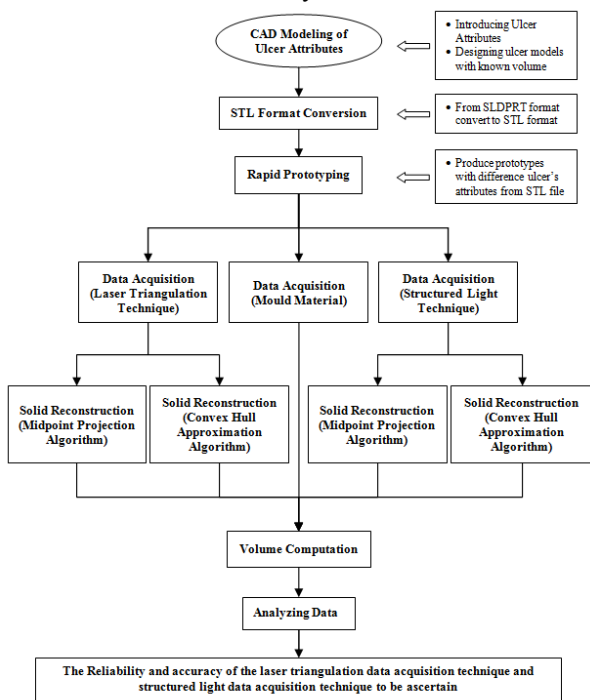 CAD Modeling of
Ulcer Attributes
• Introducing Ulcer
Attributes
• Designing ulcer models
with known volume
STL Format Conversion
• From SLDPRT format
convert to STL format
Rapid Prototyping
• Produce prototypes
with difference ulcer's
attributes from STL file
Data Acquisition
(Laser Triangulation
Technique)
Data Acquisition
(Mould Material)
Data Acquisition
(Structured Light
Technique)
Solid Reconstruction
(Midpoint Projection
Algorithm)
Solid Reconstruction
(Convex Hull
Approximation
Algorithm)
Solid Reconstruction
(Midpoint Projection
Algorithm)
Solid Reconstruction
(Convex Hull
Approximation
Algorithm)
Volume Computation
Analyzing Data
The Reliability and accuracy of the laser triangulation data acquisition technique and
structured light data acquisition technique to be ascertain